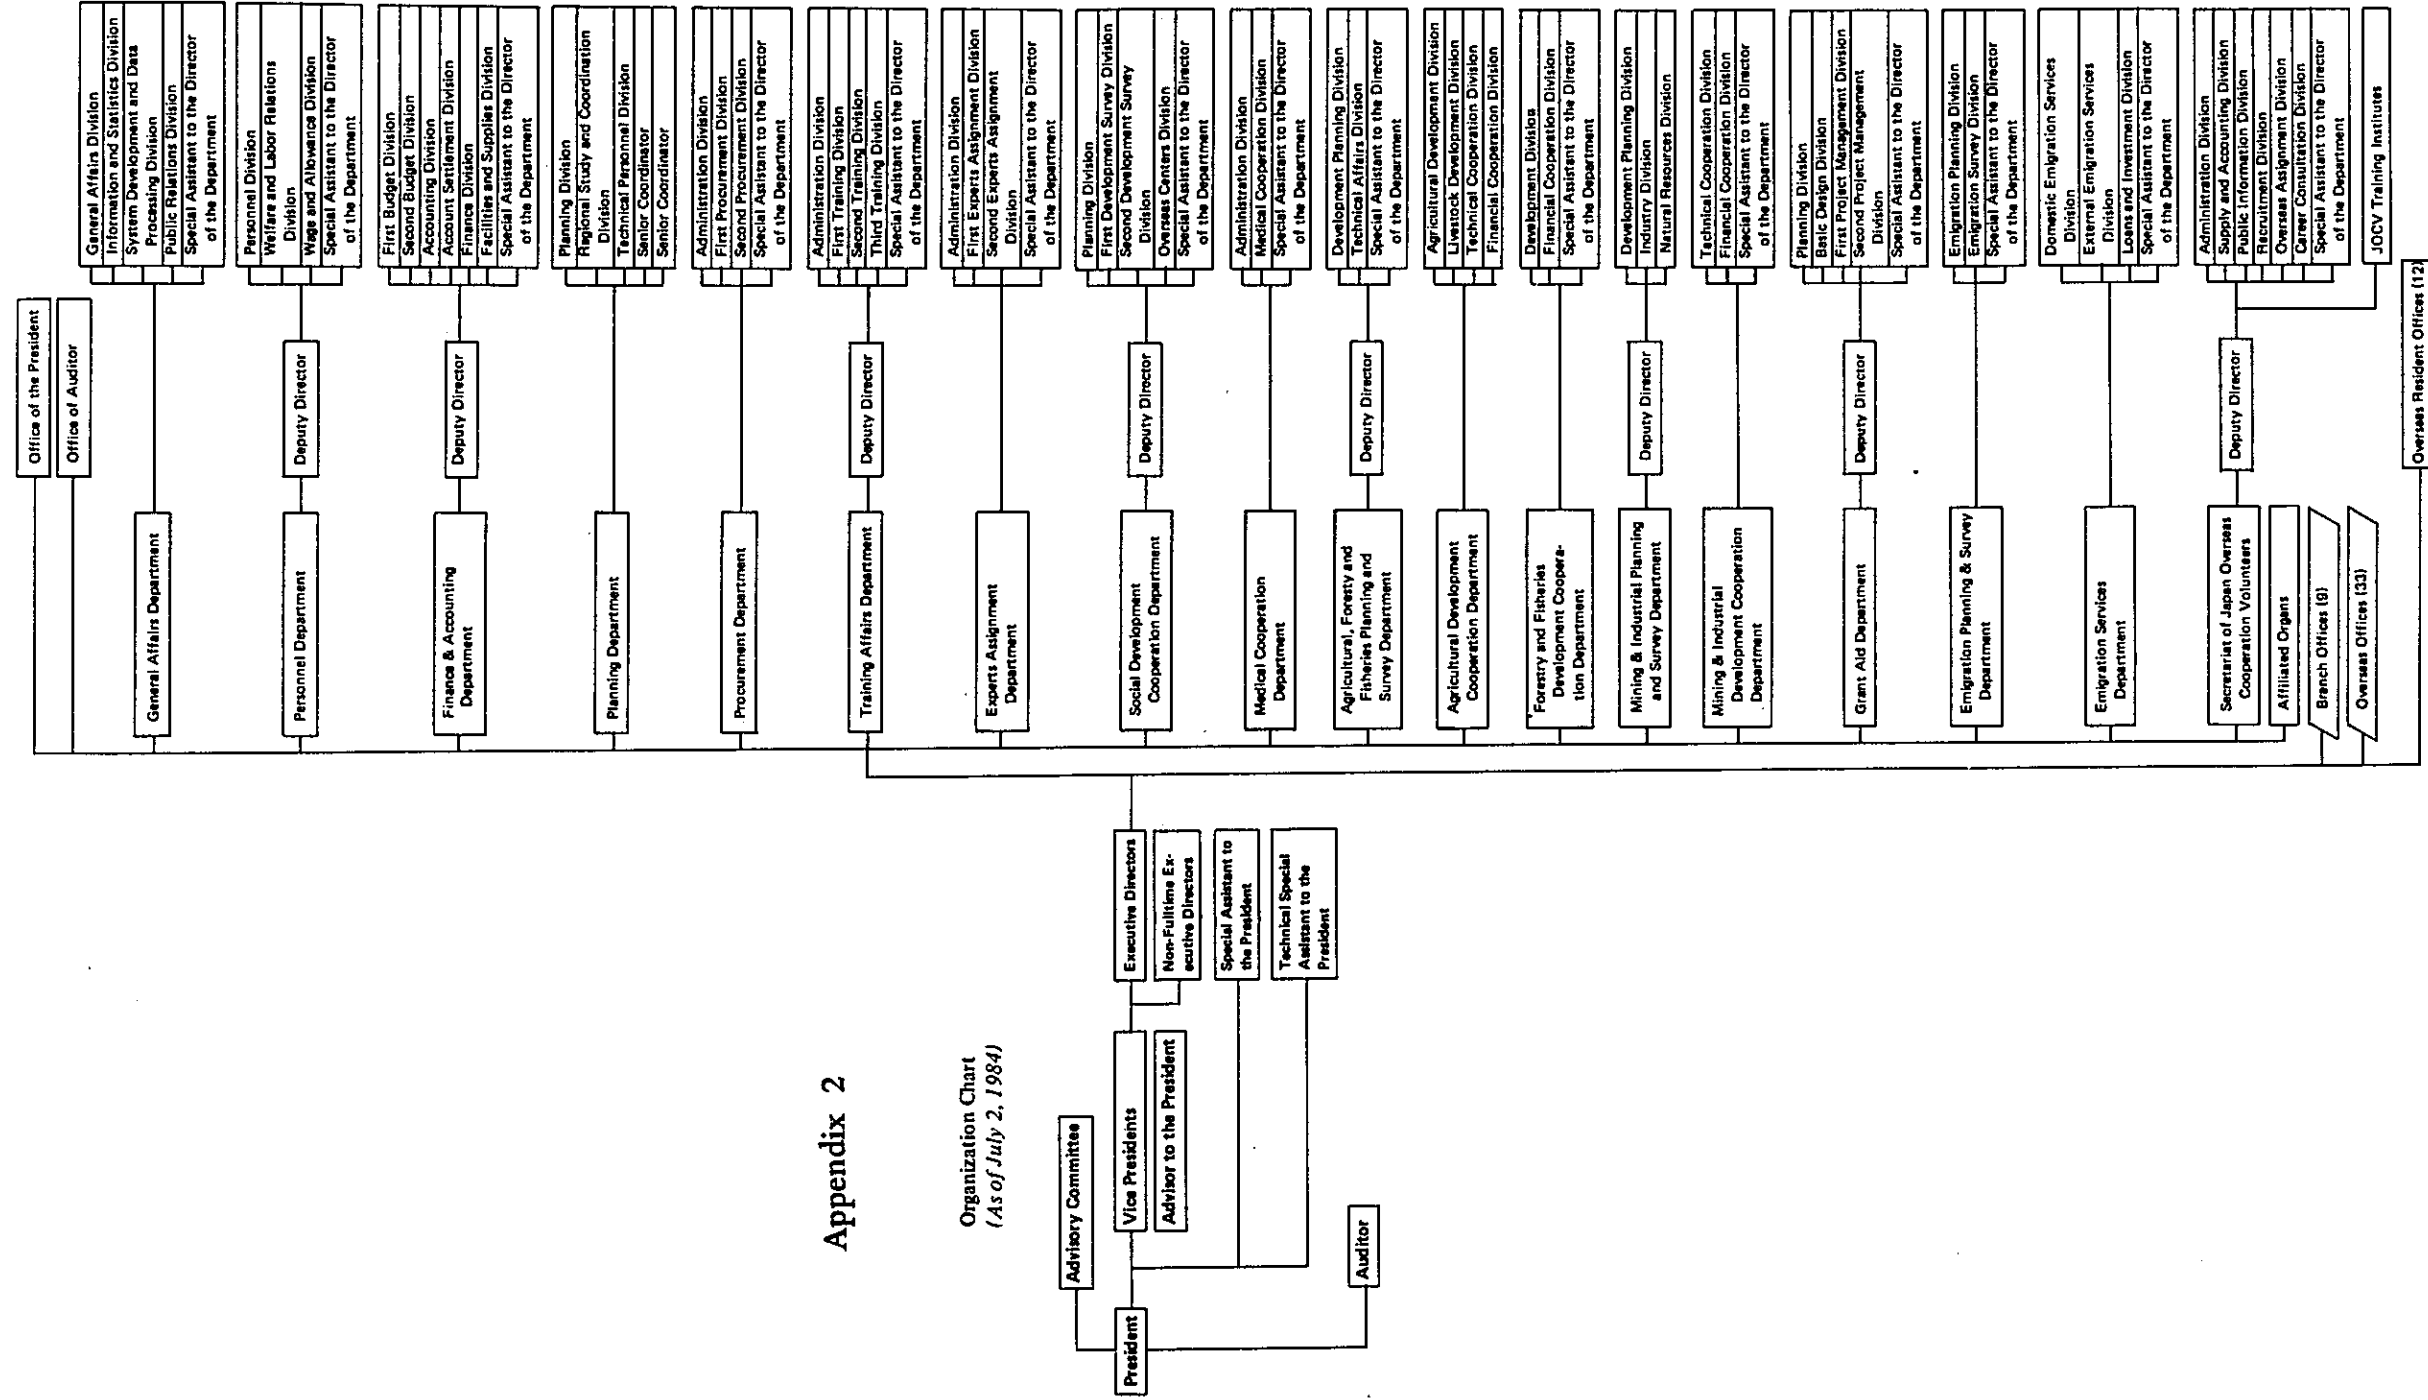 Appendix 2
Organization Chart
(As of July 2, 1984)
President
Advisory Committee
Auditor
Vice Presidents
Advisor to the President
Executive Directors
Non-Fulltime Ex-
ecutive Directors
Special Assistant to
the President
Technical Special
Assistant to the
President
Office of the President
Office of Auditor
General Affairs Department
General Affairs Division
Information and Statistics Division
System Development and Data
Processing Division
Public Relations Division
Special Assistant to the Director
of the Department
Personnel Department
Deputy Director
Personnel Division
Welfare and Labor Relations
Division
Wage and Allowance Division
Special Assistant to the Director
of the Department
Finance & Accounting
Department
Deputy Director
First Budget Division
Second Budget Division
Accounting Division
Account Settlement Division
Finance Division
Facilities and Supplies Division
Special Assistant to the Director
of the Department
Planning Department
Planning Division
Regional Study and Coordination
Division
Technical Personnel Division
Senior Coordinator
Senior Coordinator
Procurement Department
Administration Division
First Procurement Division
Second Procurement Division
Special Assistant to the Director
of the Department
Training Affairs Department
Deputy Director
Administration Division
First Training Division
Second Training Division
Third Training Division
Special Assistant to the Director
of the Department
Experts Assignment
Department
Administration Division
First Experts Assignment Division
Second Experts Assignment
Division
Special Assistant to the Director
of the Department
Social Development
Cooperation Department
Deputy Director
Planning Division
First Development Survey Division
Second Development Survey
Division
Overseas Centers Division
Special Assistant to the Director
of the Department
Medical Cooperation
Department
Administration Division
Medical Cooperation Division
Special Assistant to the Director
of the Department
Agricultural, Foresty and
Fisheries Planning and
Survey Department
Deputy Director
Development Planning Division
Technical Affairs Division
Special Assistant to the Director
of the Department
Agricultural Development
Cooperation Department
Agricultural Development Division
Livestock Development Division
Technical Cooperation Division
Financial Cooperation Division
Forestry and Fisheries
Development Coopera-
tion Department
Development Division
Financial Cooperation Division
Special Assistant to the Director
of the Department
Mining & Industrial Planning
and Survey Department
Deputy Director
Development Planning Division
Industry Division
Natural Resources Division
Mining & Industrial
Development Cooperation
Department
Technical Cooperation Division
Financial Cooperation Division
Special Assistant to the Director
of the Department
Grant Aid Department
Deputy Director
Planning Division
Basic Design Division
First Project Management Division
Second Project Management
Division
Special Assistant to the Director
of the Department
Emigration Planning & Survey
Department
Emigration Planning Division
Emigration Survey Division
Special Assistant to the Director
of the Department
Emigration Services
Department
Domestic Emigration Services
Division
External Emigration Services
Division
Loans and Investment Division
Special Assistant to the Director
of the Department
Secretariat of Japan Overseas
Cooperation Volunteers
Deputy Director
Administration Division
Supply and Accounting Division
Public Information Division
Recruitment Division
Overseas Assignment Division
Career Consultation Division
Special Assistant to the Director
of the Department
JOCV Training Institutes
Affiliated Organs
Branch Offices (9)
Overseas Offices (33)
Overseas Resident Offices (12)